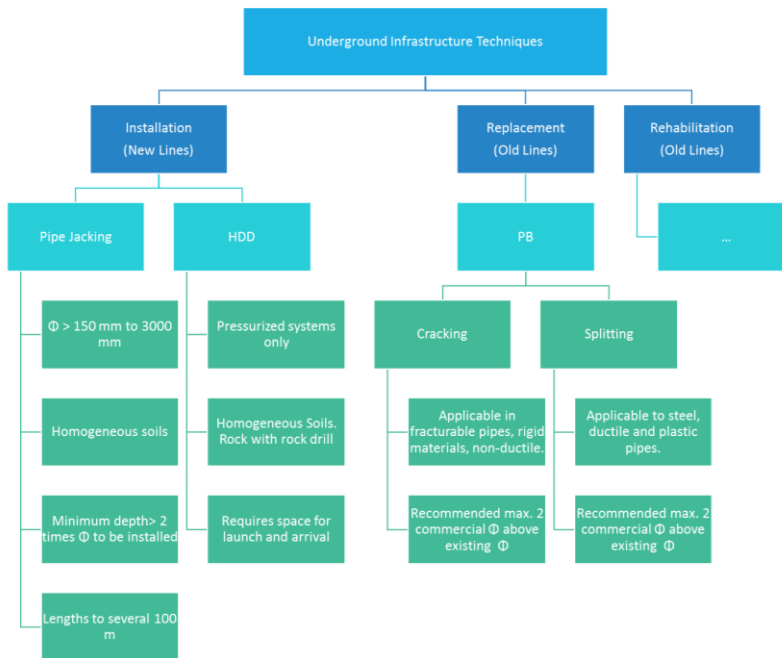 Underground Infrastructure Techniques
Installation
(New Lines)
Replacement
(Old Lines)
Rehabilitation
(Old Lines)
Pipe Jacking
HDD
PB
...
Φ > 150 mm to 3000
mm
Pressurized systems
only
Cracking
Splitting
Homogeneous soils
Homogeneous Soils.
Rock with rock drill
Applicable in
fracturable pipes, rigid
materials, non-ductile.
Applicable to steel,
ductile and plastic
pipes.
Minimum depth> 2
times Φ to be installed
Requires space for
launch and arrival
Recommended max. 2
commercial Φ above
existing Φ
Recommended max. 2
commercial Φ above
existing Φ
Lengths to several 100
m